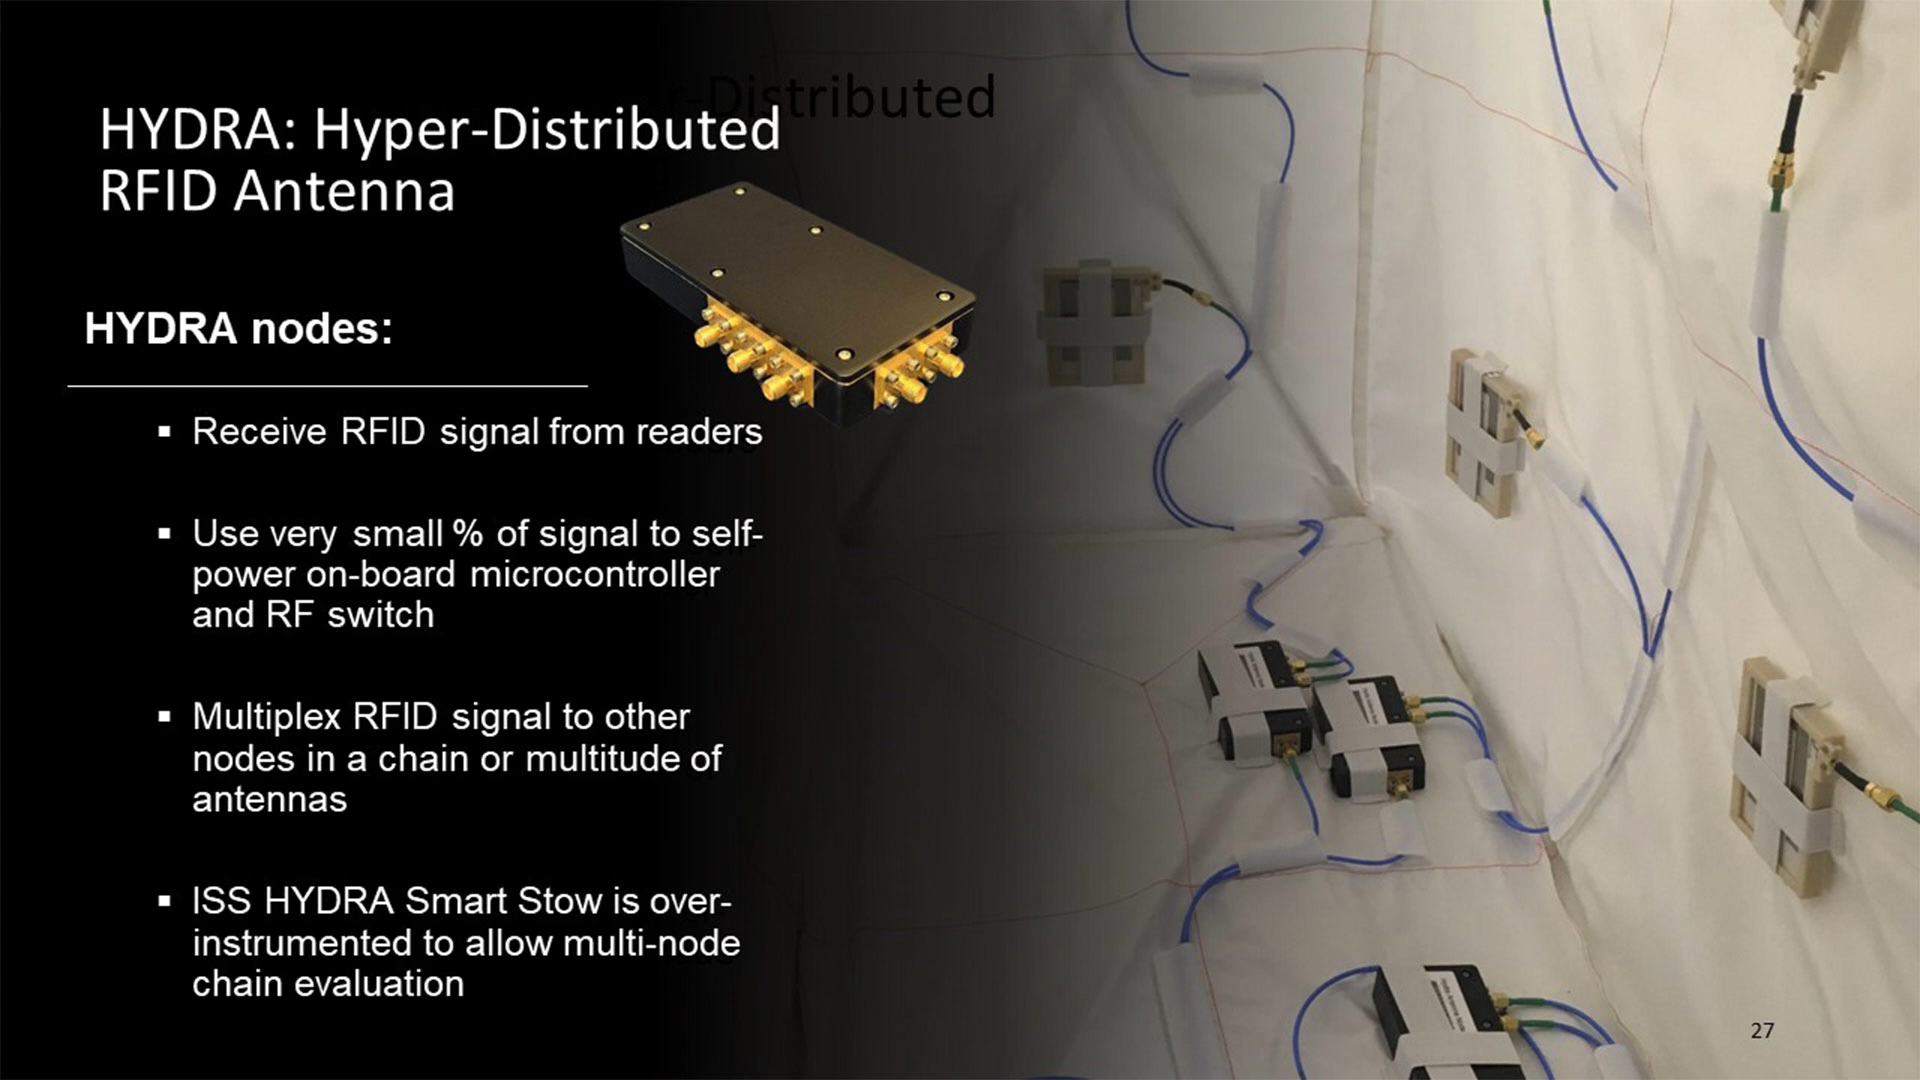 HYDRA: Hyper-Distributed
RFID Antenna
HYDRA nodes:
▪ Receive RFID signal from readers
▪ Use very small % of signal to self-
power on-board microcontroller
and RF switch
▪ Multiplex RFID signal to other
nodes in a chain or multitude of
antennas
▪ ISS HYDRA Smart Stow is over-
instrumented to allow multi-node
chain evaluation
27